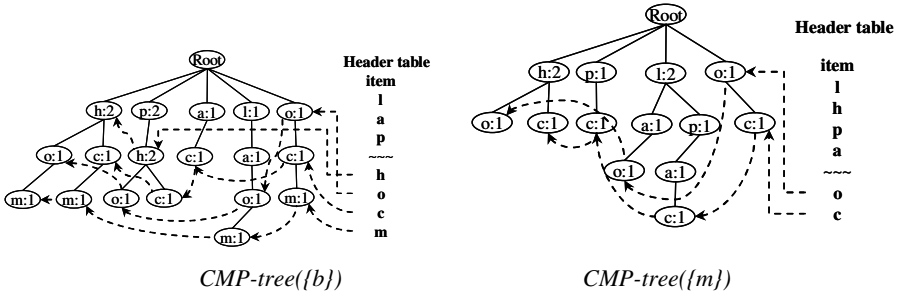 Root
h:2 p:2 a:1 l:1 o:1
o:1 c:1 h:2 c:1 a:1 c:1
m:1 m:1 o:1 c:1 o:1 m:1
m:1
Header table
item
l
a
p
~~~
h
o
c
m
CMP-tree({b})
Root
h:2 p:1 l:2 o:1
o:1 c:1 c:1 a:1 p:1 c:1
o:1 a:1
c:1
Header table
item
l
h
p
a
~~~
o
c
CMP-tree({m})